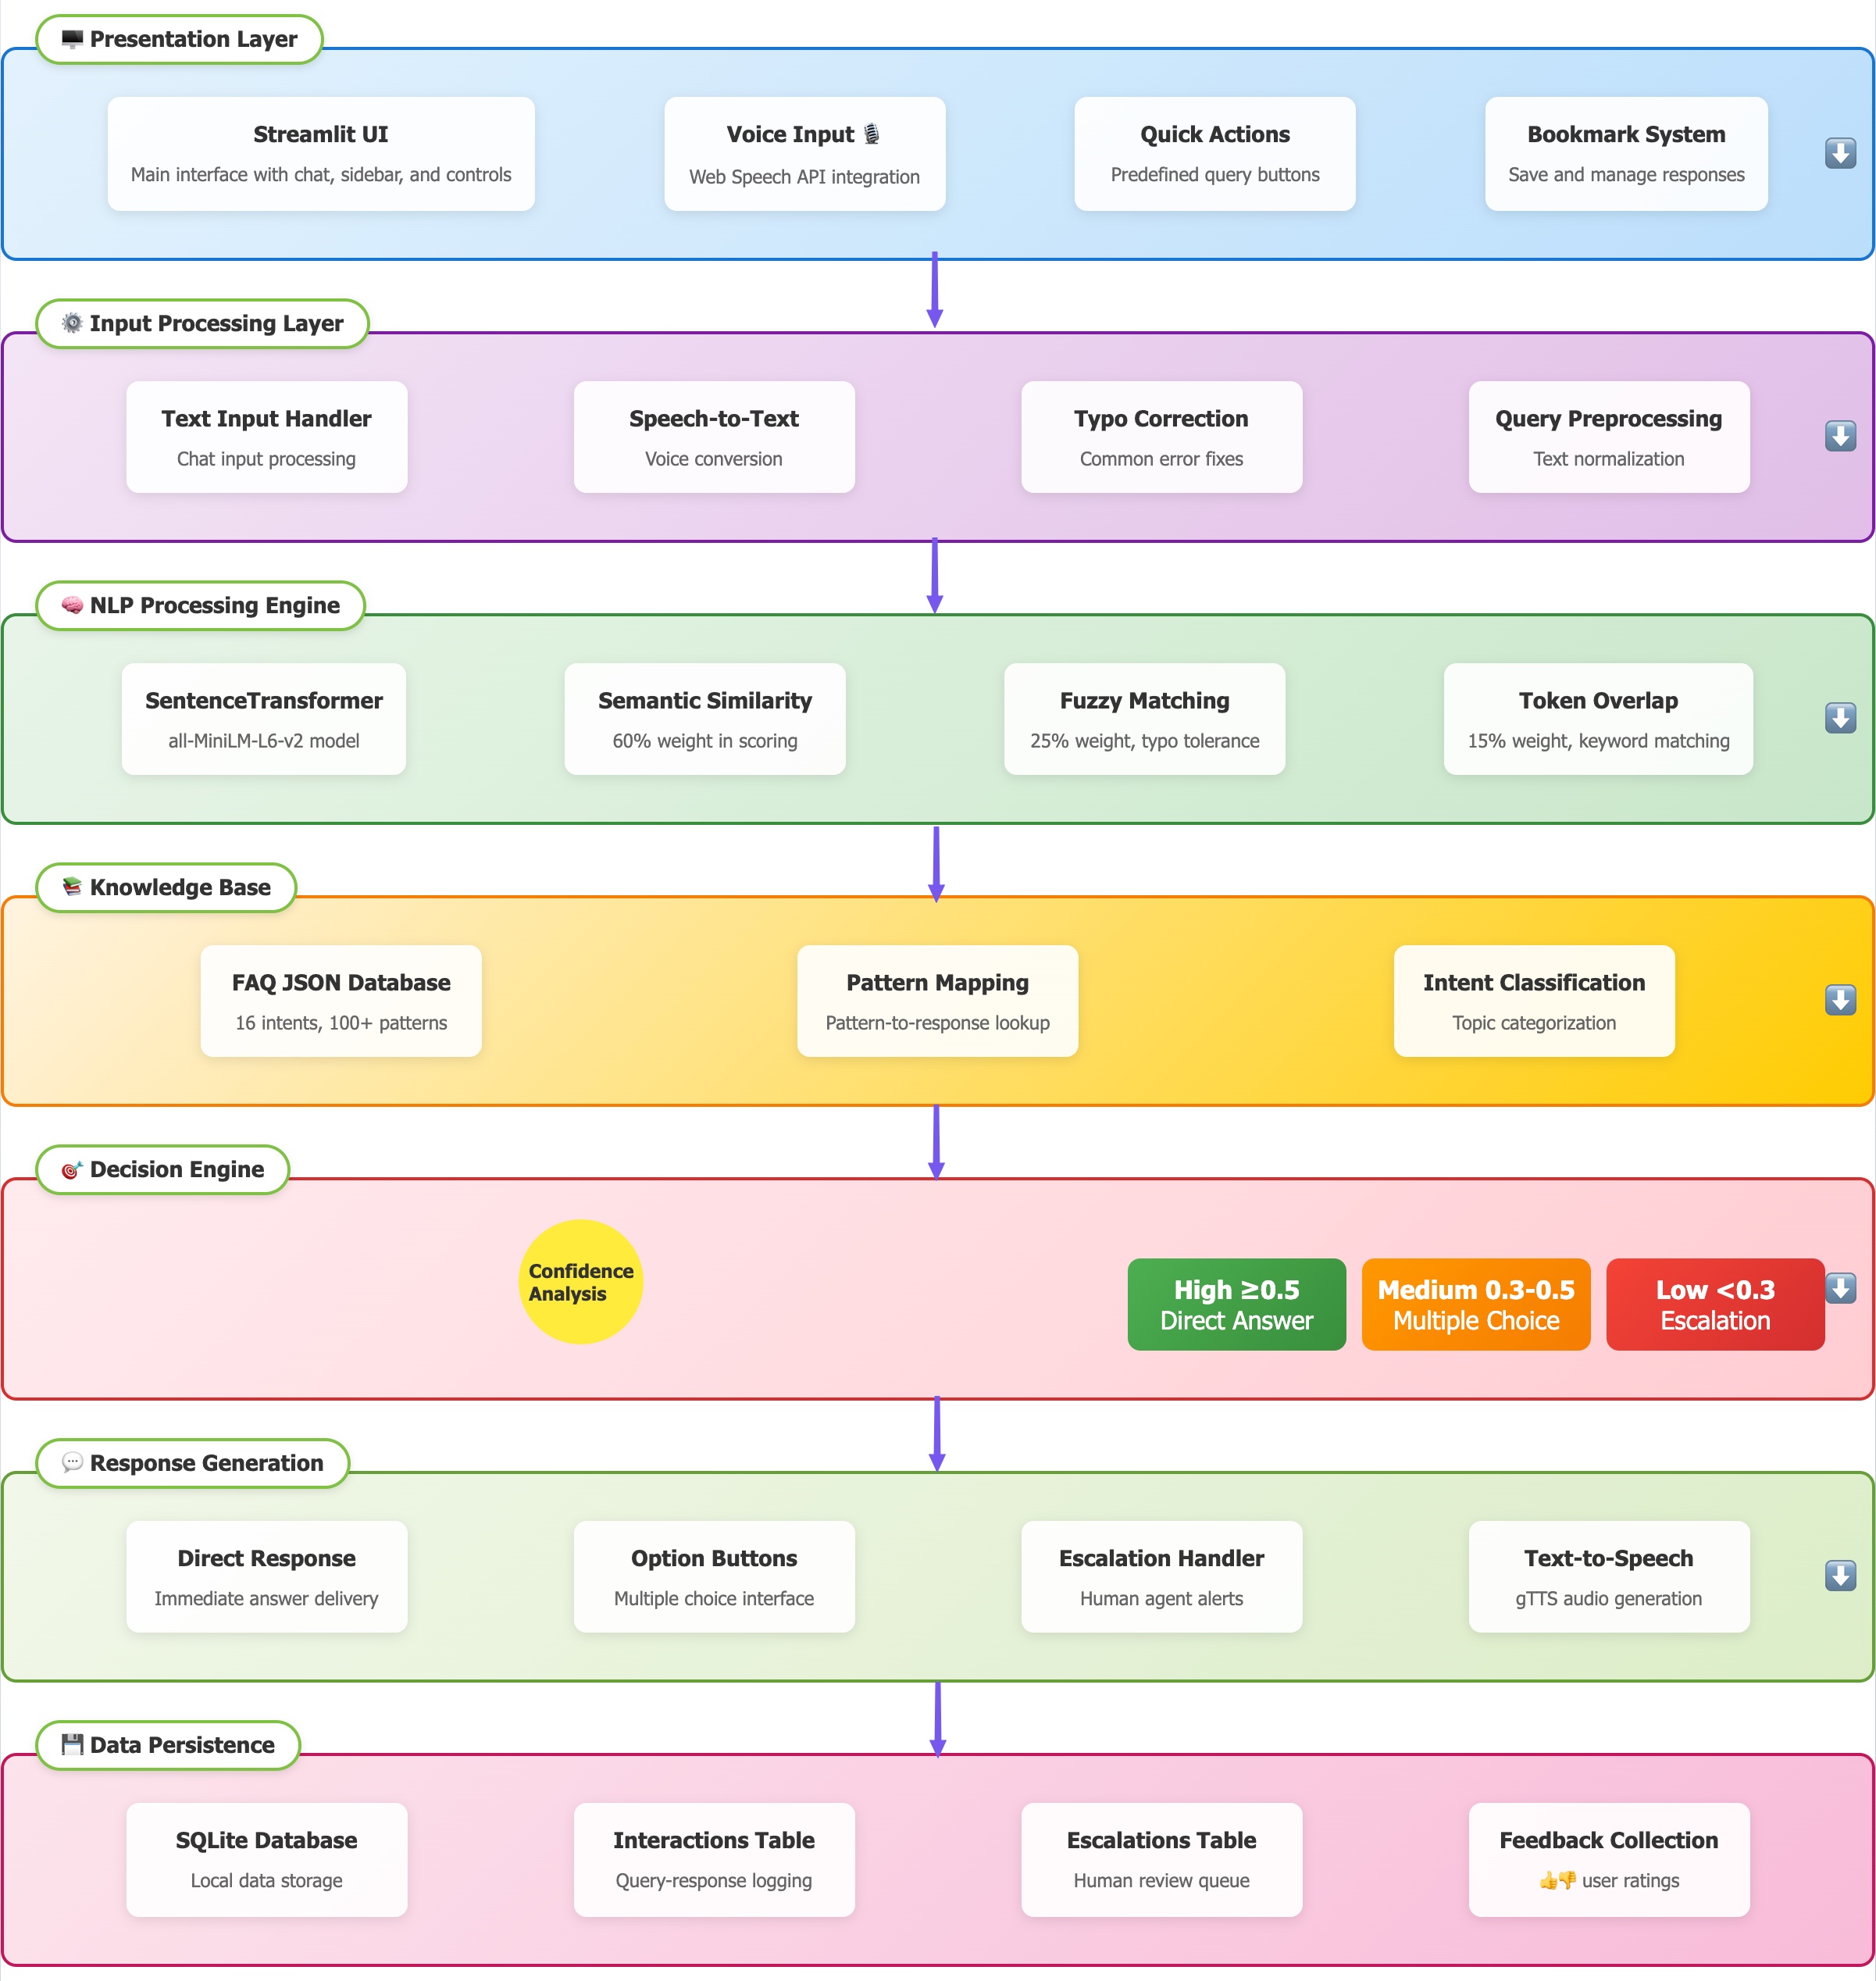 Presentation Layer
Streamlit UI
Main interface with chat, sidebar, and controls
Voice Input
Web Speech API integration
Quick Actions
Predefined query buttons
Bookmark System
Save and manage responses
Input Processing Layer
Text Input Handler
Chat input processing
Speech-to-Text
Voice conversion
Typo Correction
Common error fixes
Query Preprocessing
Text normalization
NLP Processing Engine
SentenceTransformer
all-MiniLM-L6-v2 model
Semantic Similarity
60% weight in scoring
Fuzzy Matching
25% weight, typo tolerance
Token Overlap
15% weight, keyword matching
Knowledge Base
FAQ JSON Database
16 intents, 100+ patterns
Pattern Mapping
Pattern-to-response lookup
Intent Classification
Topic categorization
Decision Engine
Confidence
Analysis
High ≥0.5
Direct Answer
Medium 0.3-0.5
Multiple Choice
Low <0.3
Escalation
Response Generation
Direct Response
Immediate answer delivery
Option Buttons
Multiple choice interface
Escalation Handler
Human agent alerts
Text-to-Speech
gTTS audio generation
Data Persistence
SQLite Database
Local data storage
Interactions Table
Query-response logging
Escalations Table
Human review queue
Feedback Collection
👍👎 user ratings